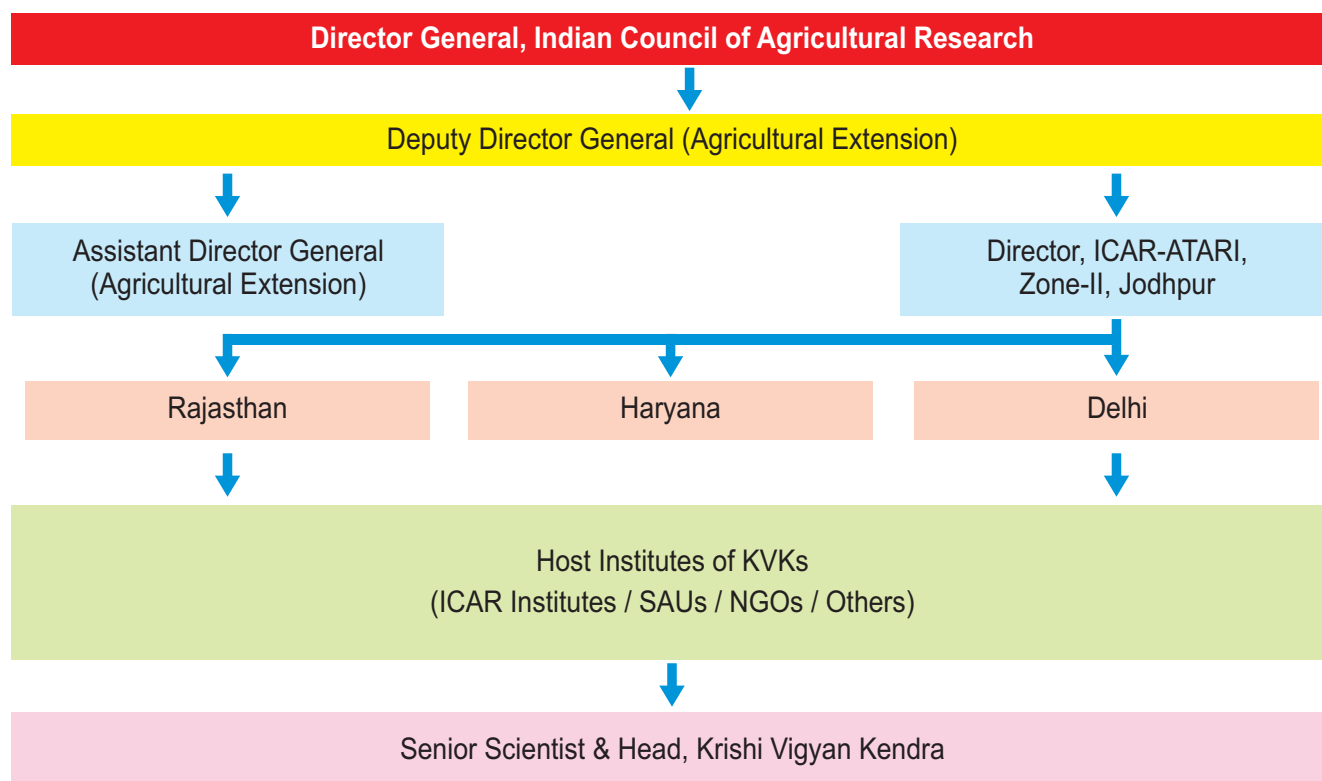 Director General, Indian Council of Agricultural Research
Deputy Director General (Agricultural Extension)
Assistant Director General
(Agricultural Extension)
Director, ICAR-ATARI,
Zone-II, Jodhpur
Rajasthan
Haryana
Delhi
Host Institutes of KVKs
(ICAR Institutes / SAUs / NGOs / Others)
Senior Scientist & Head, Krishi Vigyan Kendra